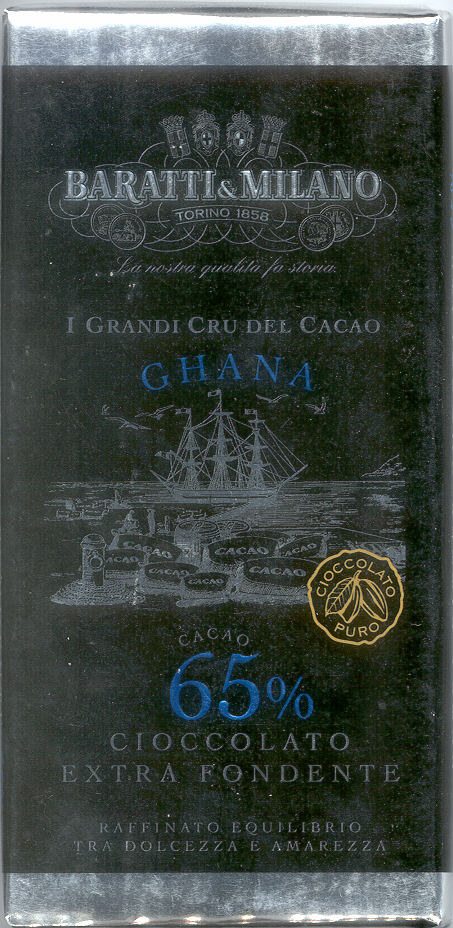 BARATTI & MILANO
TORINO 1858
La nostra qualità fa storia.
I GRANDI CRU DEL CACAO
GHANA
CACAO
CACAO
CACAO
CACAO
CACAO
CACAO
CACAO
CIOCCOLATO
PURO
CACAO
65%
CIOCCOLATO
EXTRA FONDENTE
RAFFINATO EQUILIBRIO
TRA DOLCEZZA E AMAREZZA